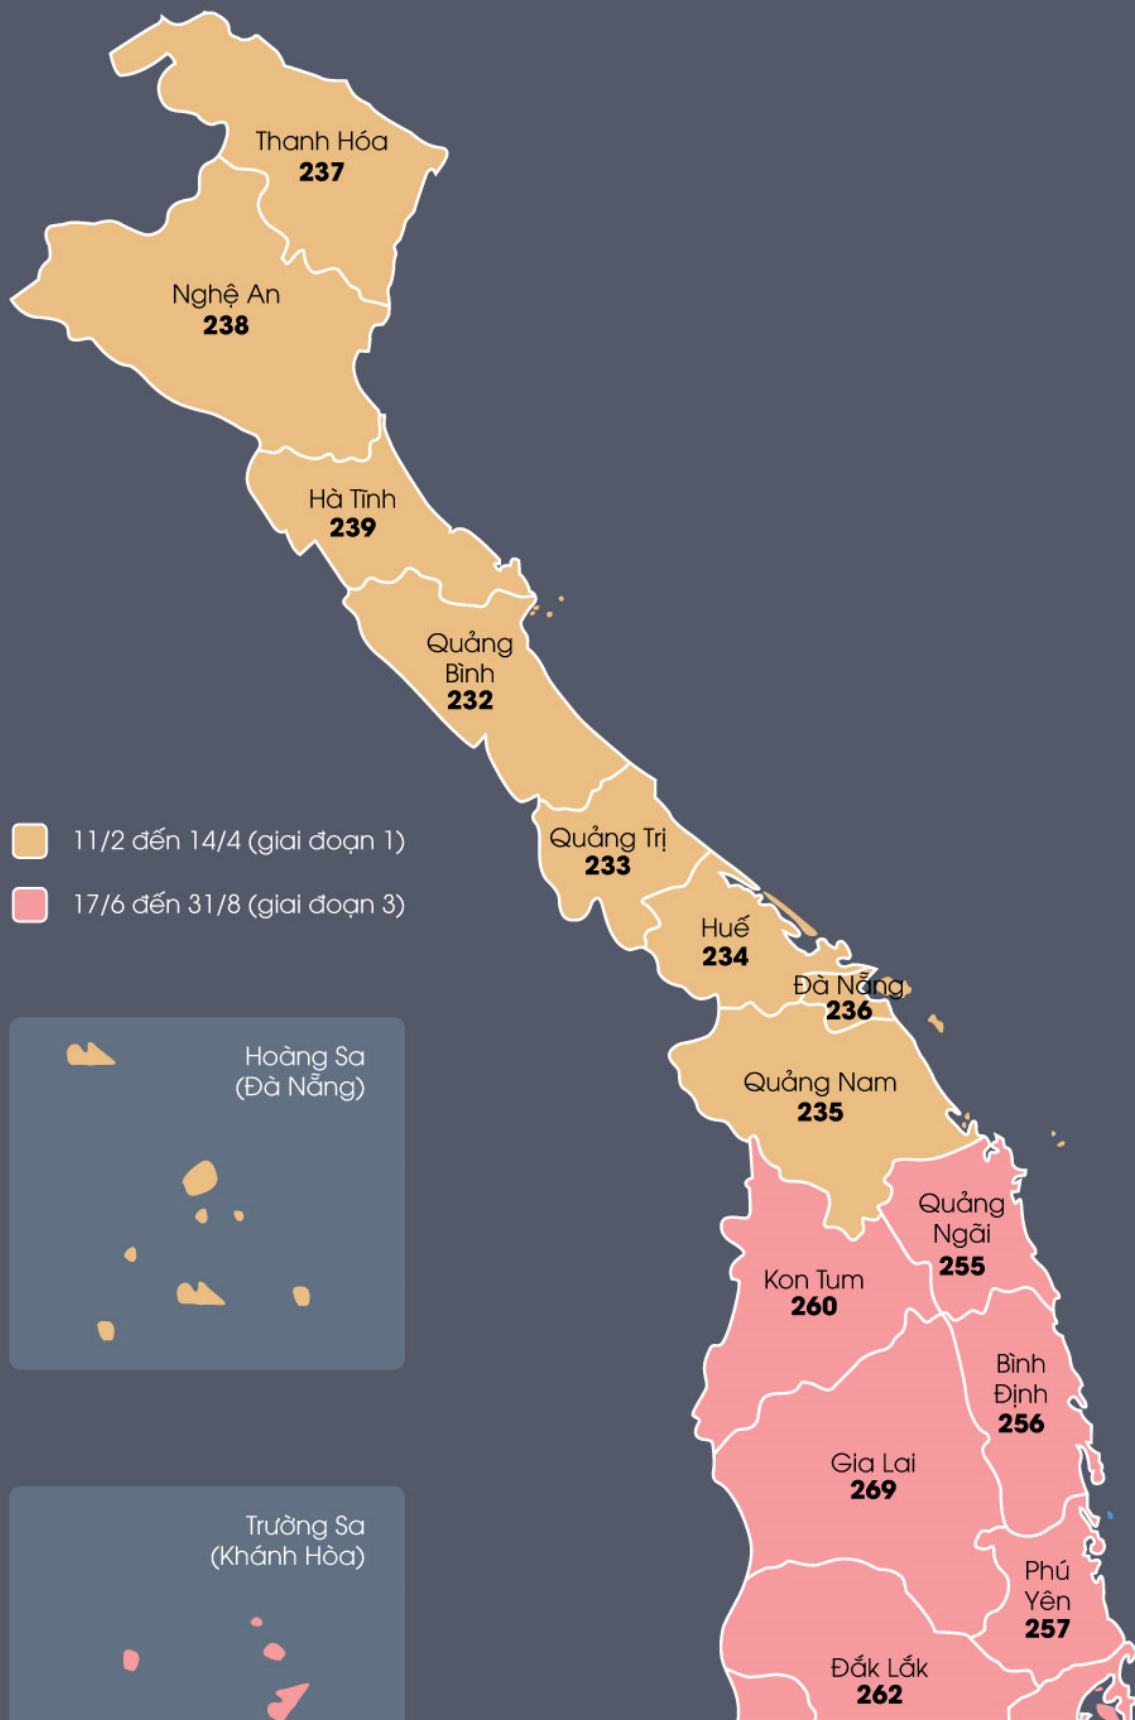 Thanh Hóa
237
Nghệ An
238
Hà Tĩnh
239
Quảng
Bình
232
11/2 đến 14/4 (giai đoạn 1)
17/6 đến 31/8 (giai đoạn 3)
Quảng Trị
233
Huế
234
Đà Nẵng
236
Quảng Nam
235
Hoàng Sa
(Đà Nẵng)
Quảng
Ngãi
255
Kon Tum
260
Bình
Định
256
Gia Lai
269
Trường Sa
(Khánh Hòa)
Phú
Yên
257
Đắk Lắk
262